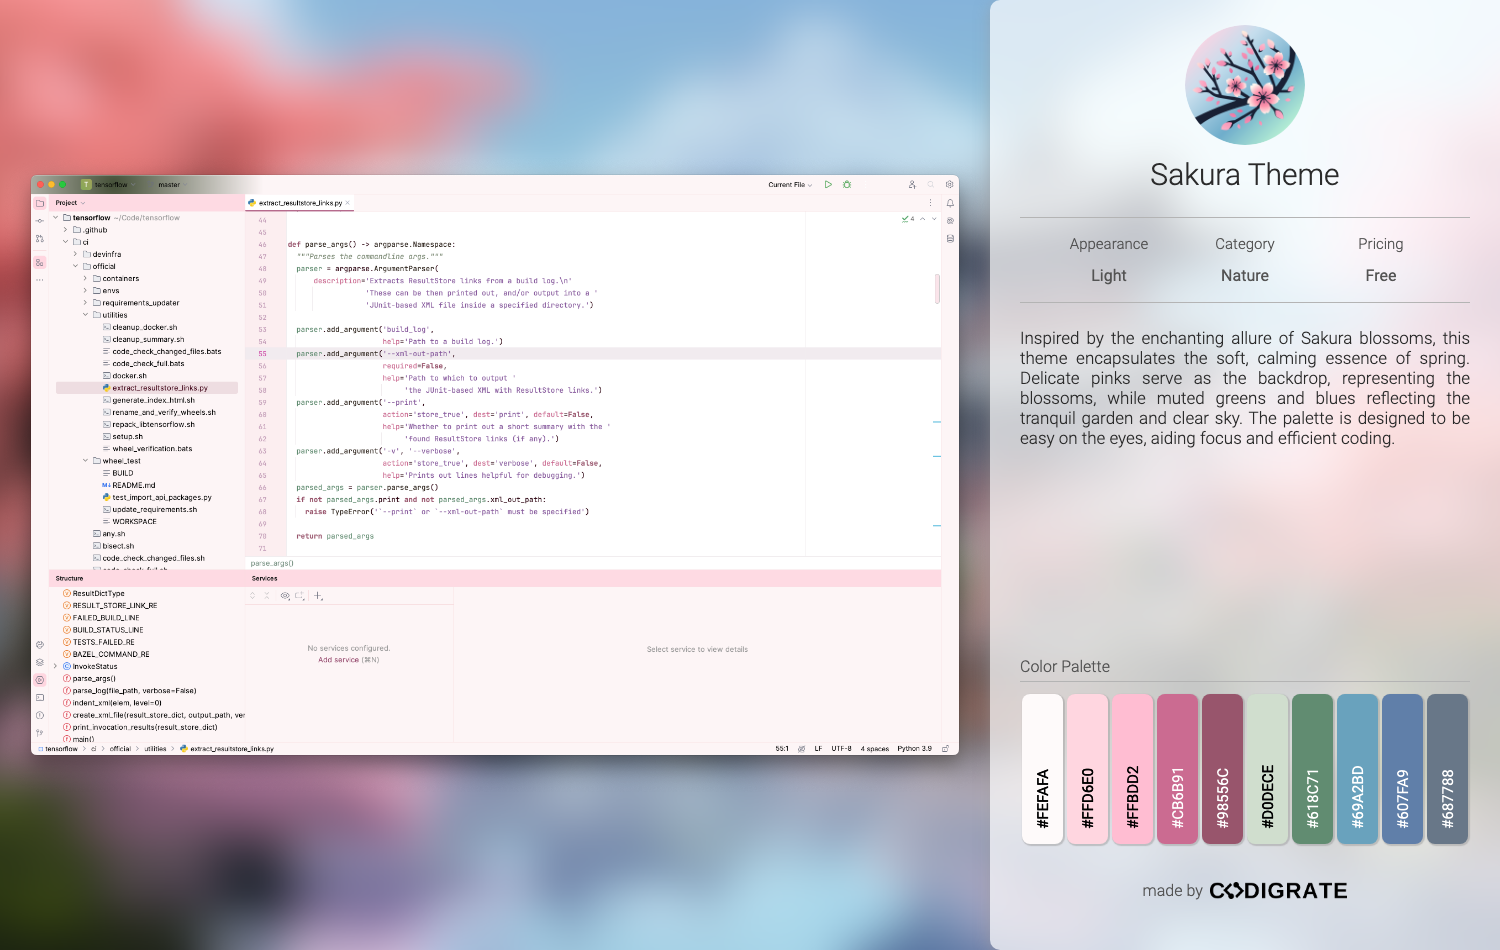 T tensorflow master
Current File
Project
extract_resultstore_links.py
tensorflow ~/Code/tensorflow
.github
ci
devinfra
official
containers
envs
requirements_updater
utilities
cleanup_docker.sh
cleanup_summary.sh
code_check_changed_files.bats
code_check_full.bats
docker.sh
extract_resultstore_links.py
generate_index_html.sh
rename_and_verify_wheels.sh
repack_libtensorflow.sh
setup.sh
wheel_verification.bats
wheel_test
BUILD
M↓ README.md
test_import_api_packages.py
update_requirements.sh
WORKSPACE
any.sh
bisect.sh
code_check_changed_files.sh
4
44
45
46 def parse_args() -> argparse.Namespace:
47 """Parses the commandline args."""
48 parser = argparse.ArgumentParser(
49 description='Extracts ResultStore links from a build log.\n'
50 'These can be then printed out, and/or output into a '
51 'JUnit-based XML file inside a specified directory.')
52
53 parser.add_argument('build_log',
54 help='Path to a build log.')
55 parser.add_argument('--xml-out-path',
56 required=False,
57 help='Path to which to output '
58 'the JUnit-based XML with ResultStore links.')
59 parser.add_argument('--print',
60 action='store_true', dest='print', default=False,
61 help='Whether to print out a short summary with the '
62 'found ResultStore links (if any).')
63 parser.add_argument('-v', '--verbose',
64 action='store_true', dest='verbose', default=False,
65 help='Prints out lines helpful for debugging.')
66 parsed_args = parser.parse_args()
67 if not parsed_args.print and not parsed_args.xml_out_path:
68 raise TypeError('`--print` or `--xml-out-path` must be specified')
69
70 return parsed_args
71
parse_args()
Structure
V ResultDictType
V RESULT_STORE_LINK_RE
V FAILED_BUILD_LINE
V BUILD_STATUS_LINE
V TESTS_FAILED_RE
V BAZEL_COMMAND_RE
C InvokeStatus
f parse_args()
f parse_log(file_path, verbose=False)
f indent_xml(elem, level=0)
f create_xml_file(result_store_dict, output_path, ver
f print_invocation_results(result_store_dict)
f main()
Services
No services configured.
Add service (⌘N)
Select service to view details
tensorflow > ci > official > utilities > extract_resultstore_links.py
55:1 LF UTF-8 4 spaces Python 3.9
Sakura Theme
Appearance Category Pricing
Light Nature Free
Inspired by the enchanting allure of Sakura blossoms, this
theme encapsulates the soft, calming essence of spring.
Delicate pinks serve as the backdrop, representing the
blossoms, while muted greens and blues reflecting the
tranquil garden and clear sky. The palette is designed to be
easy on the eyes, aiding focus and efficient coding.
Color Palette
#FEFAFA
#FFD6E0
#FFBDD2
#CB6B91
#98556C
#D0DECE
#618C71
#69A2BD
#607FA9
#687788
made by CODIGRATE